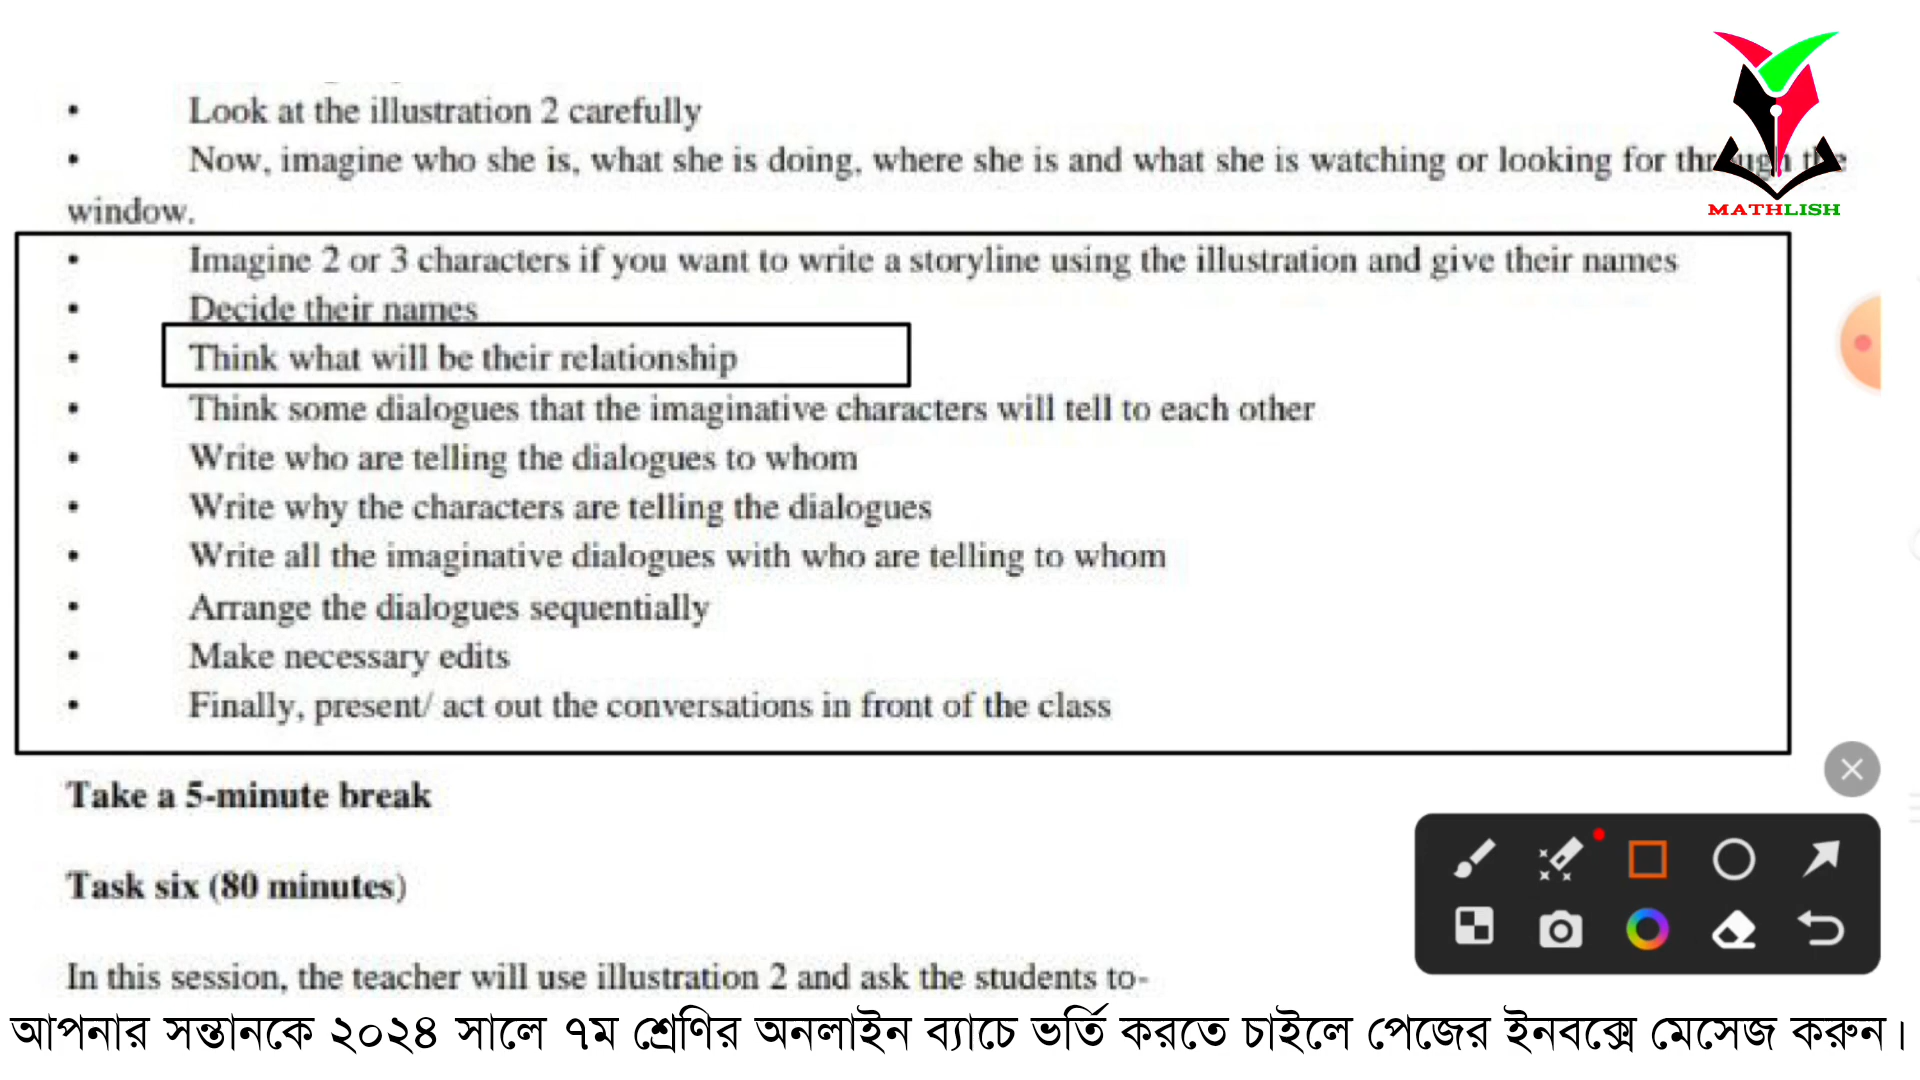 • Look at the illustration 2 carefully
• Now, imagine who she is, what she is doing, where she is and what she is watching or looking for through the
window.
• Imagine 2 or 3 characters if you want to write a storyline using the illustration and give their names
• Decide their names
• Think what will be their relationship
• Think some dialogues that the imaginative characters will tell to each other
• Write who are telling the dialogues to whom
• Write why the characters are telling the dialogues
• Write all the imaginative dialogues with who are telling to whom
• Arrange the dialogues sequentially
• Make necessary edits
• Finally, present/ act out the conversations in front of the class
Take a 5-minute break
Task six (80 minutes)
In this session, the teacher will use illustration 2 and ask the students to-
MATHLISH
আপনার সন্তানকে ২০২৪ সালে ৭ম শ্রেণির অনলাইন ব্যাচে ভর্তি করতে চাইলে পেজের ইনবক্সে মেসেজ করুন।